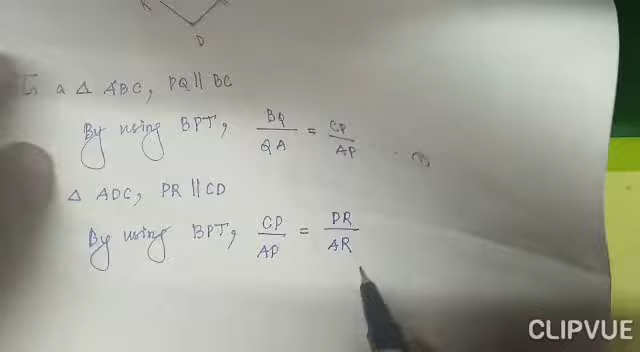 D
In a △ ABC, PQ || BC
By using BPT, BQ/QA = CP/AP
△ ADC, PR || CD
By using BPT, CP/AP = DR/AR
CLIPVUE